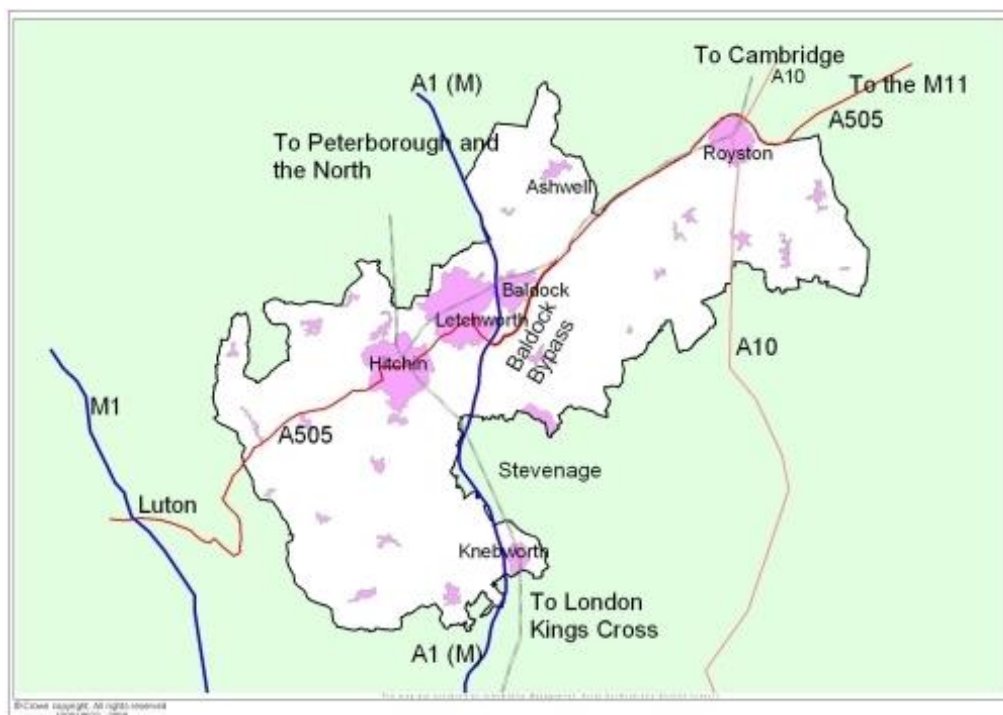 To Cambridge
A10
A1 (M)
To the M11
A505
To Peterborough and
the North
Royston
Ashwell
Baldock
Letchworth
Baldock
Bypass
Hitchin
A10
M1
A505
Stevenage
Luton
Knebworth
To London
Kings Cross
A1 (M)
© Crown copyright. All rights reserved